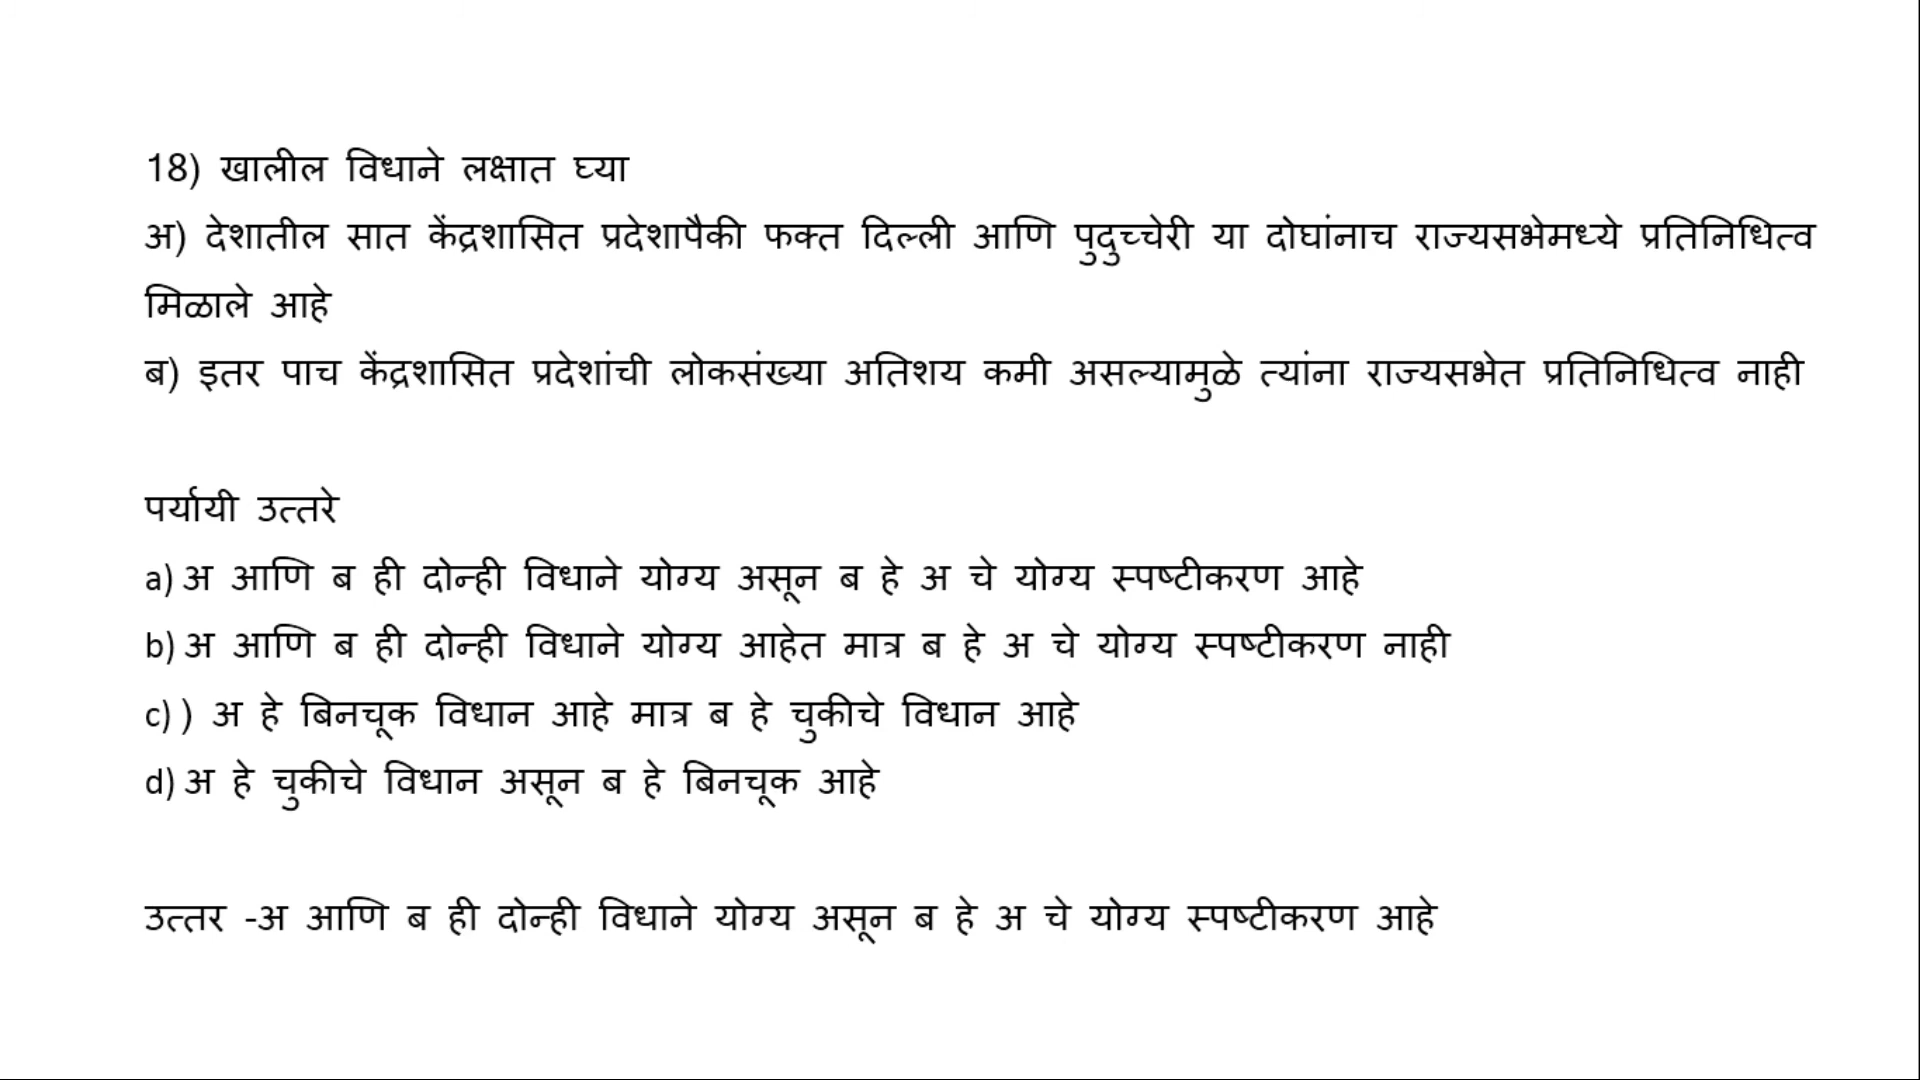 18) खालील विधाने लक्षात घ्या
अ) देशातील सात केंद्रशासित प्रदेशापैकी फक्त दिल्ली आणि पुदुच्चेरी या दोघांनाच राज्यसभेमध्ये प्रतिनिधित्व
मिळाले आहे
ब) इतर पाच केंद्रशासित प्रदेशांची लोकसंख्या अतिशय कमी असल्यामुळे त्यांना राज्यसभेत प्रतिनिधित्व नाही
पर्यायी उत्तरे
a) अ आणि ब ही दोन्ही विधाने योग्य असून ब हे अ चे योग्य स्पष्टीकरण आहे
b) अ आणि ब ही दोन्ही विधाने योग्य आहेत मात्र ब हे अ चे योग्य स्पष्टीकरण नाही
c) ) अ हे बिनचूक विधान आहे मात्र ब हे चुकीचे विधान आहे
d) अ हे चुकीचे विधान असून ब हे बिनचूक आहे
उत्तर -अ आणि ब ही दोन्ही विधाने योग्य असून ब हे अ चे योग्य स्पष्टीकरण आहे